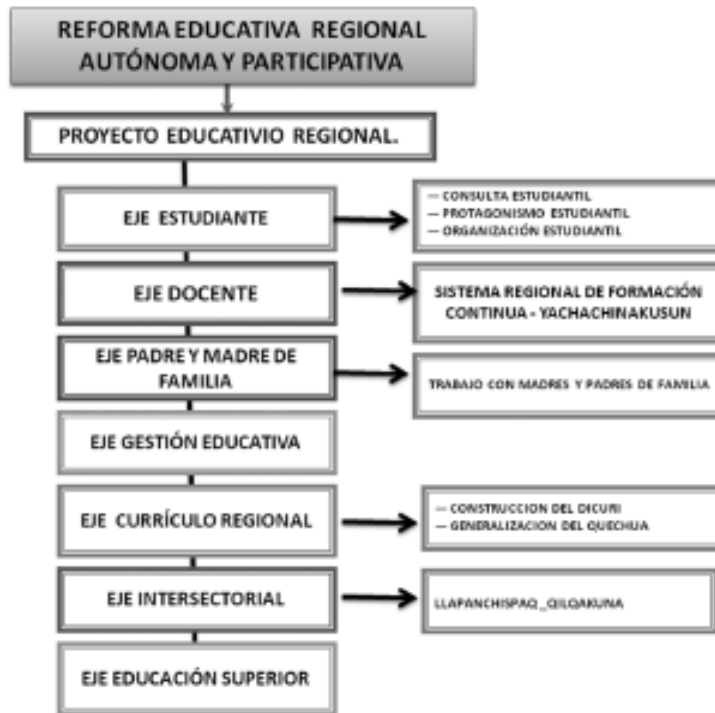 REFORMA EDUCATIVA REGIONAL
AUTÓNOMA Y PARTICIPATIVA
PROYECTO EDUCATIVIO REGIONAL.
EJE ESTUDIANTE
— CONSULTA ESTUDIANTIL
— PROTAGONISMO ESTUDIANTIL
— ORGANIZACIÓN ESTUDIANTIL
EJE DOCENTE
SISTEMA REGIONAL DE FORMACIÓN
CONTINUA - YACHACHINAKUSUN
EJE PADRE Y MADRE DE
FAMILIA
TRABAJO CON MADRES Y PADRES DE FAMILIA
EJE GESTIÓN EDUCATIVA
EJE CURRÍCULO REGIONAL
— CONSTRUCCION DEL DICURI
— GENERALIZACION DEL QUECHUA
EJE INTERSECTORIAL
LLAPANCHISPAQ_QILQAKUNA
EJE EDUCACIÓN SUPERIOR